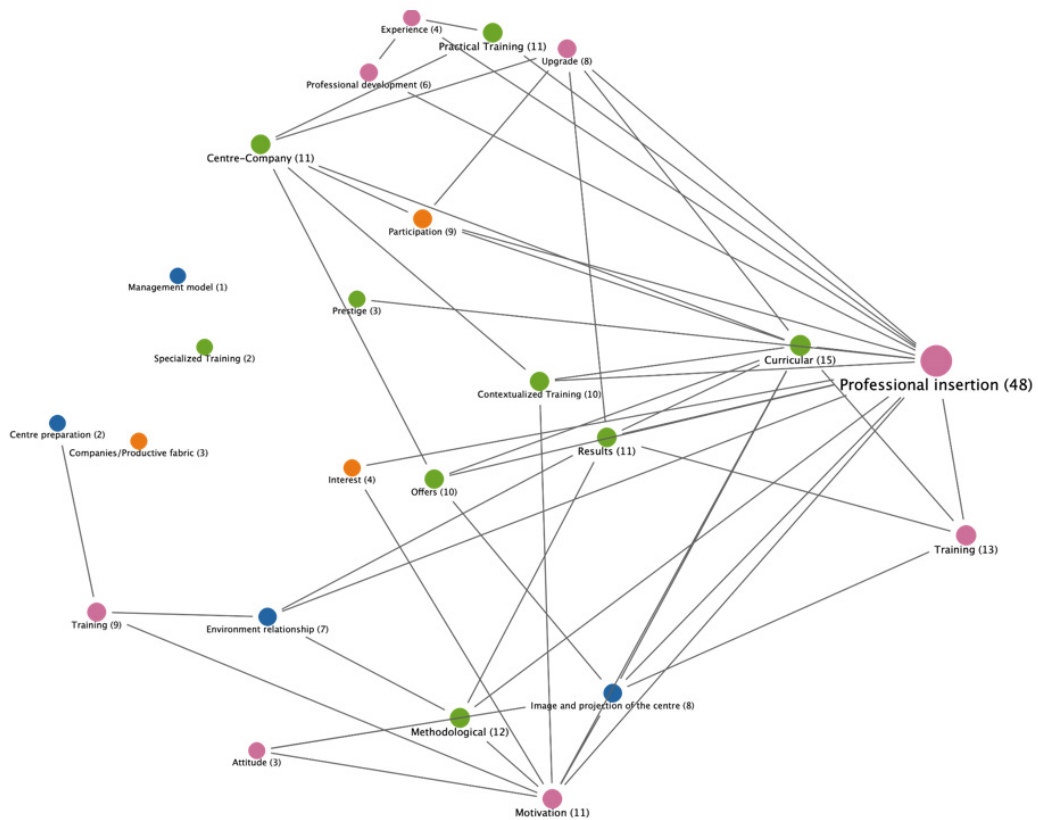 Experience (4)
Practical Training (11)
Upgrade (8)
Professional development (6)
Centre-Company (11)
Participation (9)
Management model (1)
Prestige (3)
Specialized Training (2)
Curricular (15)
Professional insertion (48)
Contextualized Training (10)
Centre preparation (2)
Companies/Productive fabric (3)
Results (11)
Interest (4)
Offers (10)
Training (13)
Training (9)
Environment relationship (7)
Image and projection of the centre (8)
Methodological (12)
Attitude (3)
Motivation (11)